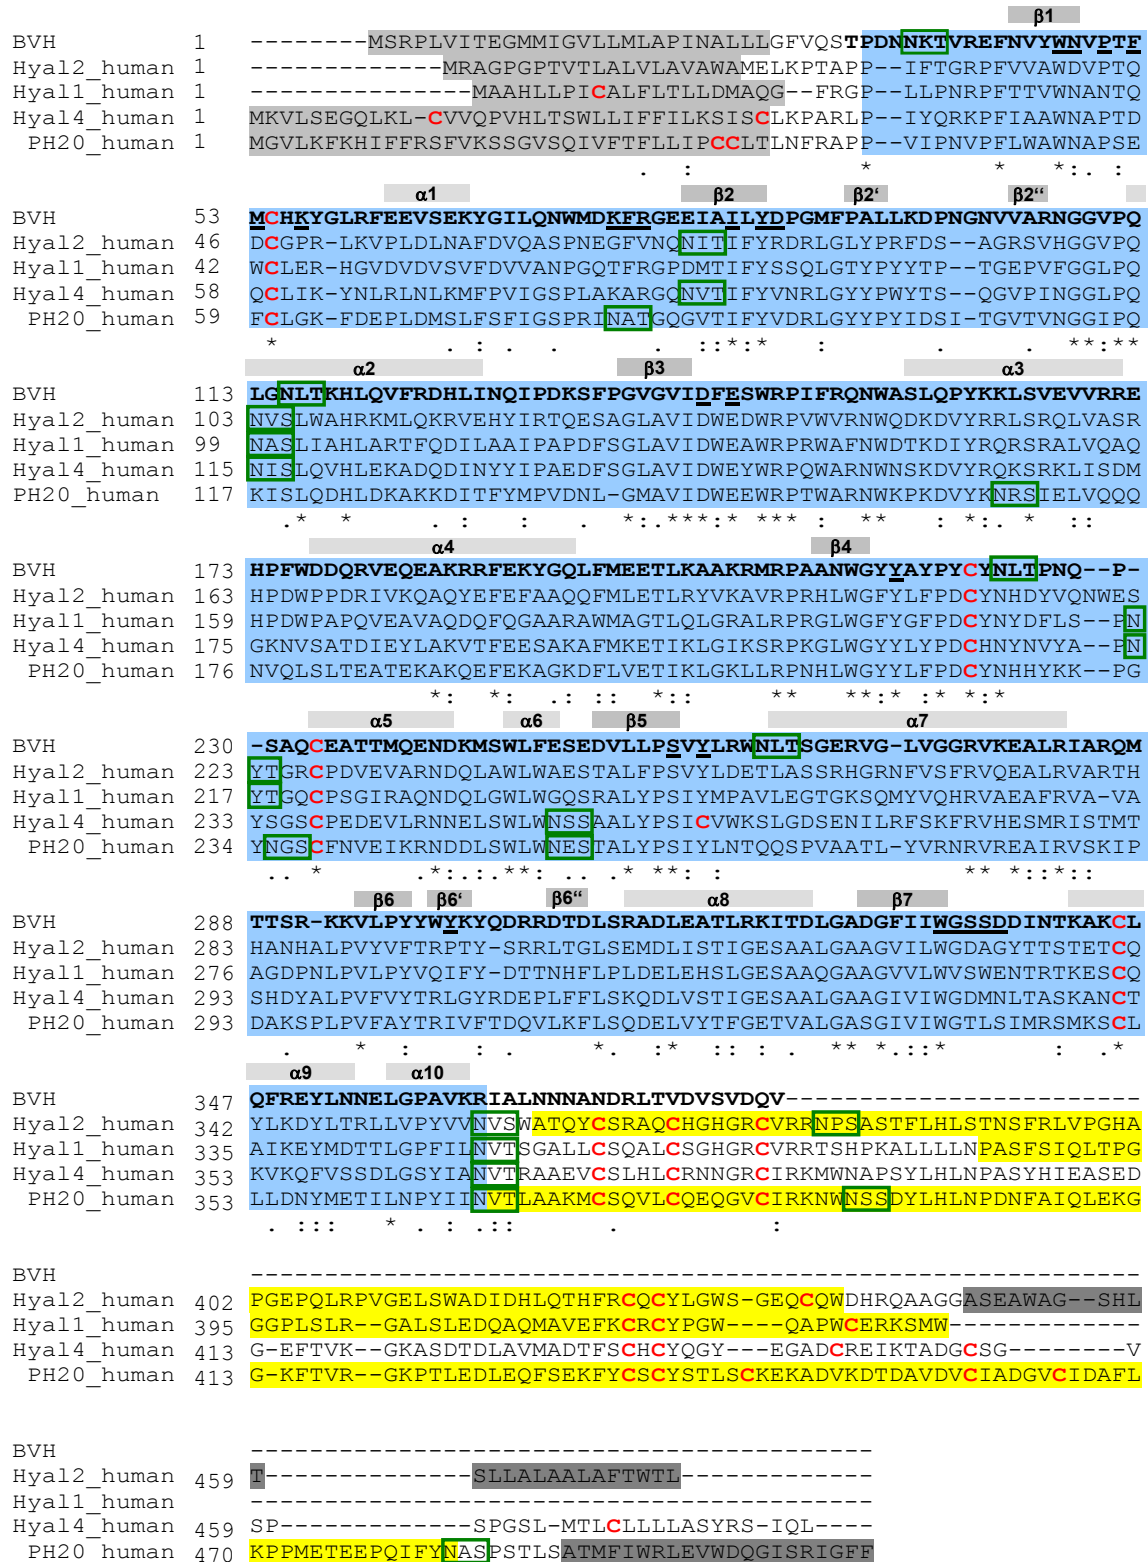 β1
BVH 1 --------MSRPLVITEGMMIGVLLMLAPINALLLGFVQSTPDNNKTVREFNVYWNVPTF
Hyal2_human 1 -------------MRAGPGPTVTLALVLAVAWAMELKPTAPP--IFTGRPFVVAWDVPTQ
Hyal1_human 1 ---------------MAAHLLPICALFLTLLDMAQG--FRGP--LLPNRPFTTVWNANTQ
Hyal4_human 1 MKVLSEGQLKL-CVVQPVHLTSWLLIFFILKSISCLKPARLP--IYQRKPFIAAWNAPTD
PH20_human 1 MGVLKFKHIFFRSFVKSSGVSQIVFTFLLIPCCLTLNFRAPP--VIPNVPFLWAWNAPSE
. : * * *:. :
α1 β2 β2‘ β2“
BVH 53 MCHKYGLRFEEVSEKYGILQNWMDKFRGEEIAILYDPGMFPALLKDPNGNVVARNGGVPQ
Hyal2_human 46 DCGPR-LKVPLDLNAFDVQASPNEGFVNQNITIFYRDRLGLYPRFDS--AGRSVHGGVPQ
Hyal1_human 42 WCLER-HGVDVDVSVFDVVANPGQTFRGPDMTIFYSSQLGTYPYYTP--TGEPVFGGLPQ
Hyal4_human 58 QCLIK-YNLRLNLKMFPVIGSPLAKARGQNVTIFYVNRLGYYPWYTS--QGVPINGGLPQ
PH20_human 59 FCLGK-FDEPLDMSLFSFIGSPRINATGQGVTIFYVDRLGYYPYIDSI-TGVTVNGGIPQ
* . : . . . ::*:* : . **:**
α2 β3 α3
BVH 113 LGNLTKHLQVFRDHLINQIPDKSFPGVGVIDFESWRPIFRQNWASLQPYKKLSVEVVRRE
Hyal2_human 103 NVSLWAHRKMLQKRVEHYIRTQESAGLAVIDWEDWRPVWVRNWQDKDVYRRLSRQLVASR
Hyal1_human 99 NASLIAHLARTFQDILAAIPAPDFSGLAVIDWEAWRPRWAFNWDTKDIYRQRSRALVQAQ
Hyal4_human 115 NISLQVHLEKADQDINYYIPAEDFSGLAVIDWEYWRPQWARNWNSKDVYRQKSRKLISDM
PH20_human 117 KISLQDHLDKAKKDITFYMPVDNL-GMAVIDWEEWRPTWARNWKPKDVYKNRSIELVQQQ
.* * . : : . *:.***:* *** : ** : *:. * ::
α4 β4
BVH 173 HPFWDDQRVEQEAKRRFEKYGQLFMEETLKAAKRMRPAANWGYYAYPYCYNLTPNQ--P-
Hyal2_human 163 HPDWPPDRIVKQAQYEFEFAAQQFMLETLRYVKAVRPRHLWGFYLFPDCYNHDYVQNWES
Hyal1_human 159 HPDWPAPQVEAVAQDQFQGAARAWMAGTLQLGRALRPRGLWGFYGFPDCYNYDFLS--PN
Hyal4_human 175 GKNVSATDIEYLAKVTFEESAKAFMKETIKLGIKSRPKGLWGYYLYPDCHNYNVYA--PN
PH20_human 176 NVQLSLTEATEKAKQEFEKAGKDFLVETIKLGKLLRPNHLWGYYLFPDCYNHHYKK--PG
*: *: .: :: *:: ** **:* :* *:*
α5 α6 β5 α7
BVH 230 -SAQCEATTMQENDKMSWLFESEDVLLPSVYLRWNLTSGERVG-LVGGRVKEALRIARQM
Hyal2_human 223 YTGRCPDVEVARNDQLAWLWAESTALFPSVYLDETLASSRHGRNFVSFRVQEALRVARTH
Hyal1_human 217 YTGQCPSGIRAQNDQLGWLWGQSRALYPSIYMPAVLEGTGKSQMYVQHRVAEAFRVA-VA
Hyal4_human 233 YSGSCPEDEVLRNNELSWLWNSSAALYPSICVWKSLGDSENILRFSKFRVHESMRISTMT
PH20_human 234 YNGSCFNVEIKRNDDLSWLWNESTALYPSIYLNTQQSPVAATL-YVRNRVREAIRVSKIP
.. * .*:.:.**: .* .* **: : ** *::*::
β6 β6‘ β6“ α8 β7
BVH 288 TTSR-KKVLPYYWYKYQDRRDTDLSRADLEATLRKITDLGADGFIIWGSSDDINTKAKCL
Hyal2_human 283 HANHALPVYVFTRPTY-SRRLTGLSEMDLISTIGESAALGAAGVILWGDAGYTTSTETCQ
Hyal1_human 276 AGDPNLPVLPYVQIFY-DTTNHFLPLDELEHSLGESAAQGAAGVVLWVSWENTRTKESCQ
Hyal4_human 293 SHDYALPVFVYTRLGYRDEPLFFLSKQDLVSTIGESAALGAAGIVIWGDMNLTASKANCT
PH20_human 293 DAKSPLPVFAYTRIVFTDQVLKFLSQDELVYTFGETVALGASGIVIWGTLSIMRSMKSCL
. * : : . *. :* :: : . ** *.::* : .*
α9 α10
BVH 347 QFREYLNNELGPAVKRIALNNNANDRLTVDVSVDQV------------------------
Hyal2_human 342 YLKDYLTRLLVPYVVNVSWATQYCSRAQCHGHGRCVRRNPSASTFLHLSTNSFRLVPGHA
Hyal1_human 335 AIKEYMDTTLGPFILNVTSGALLCSQALCSGHGRCVRRTSHPKALLLLNPASFSIQLTPG
Hyal4_human 353 KVKQFVSSDLGSYIANVTRAAEVCSLHLCRNNGRCIRKMWNAPSYLHLNPASYHIEASED
PH20_human 353 LLDNYMETILNPYIINVTLAAKMCSQVLCQEQGVCIRKNWNSSDYLHLNPDNFAIQLEKG
. ::: * . :.:: . :
BVH ------------------------------------------------------------
Hyal2_human 402 PGEPQLRPVGELSWADIDHLQTHFRCQCYLGWS-GEQCQWDHRQAAGGASEAWAG--SHL
Hyal1_human 395 GGPLSLR--GALSLEDQAQMAVEFKCRCYPGW----QAPWCERKSMW-------------
Hyal4_human 413 G-EFTVK--GKASDTDLAVMADTFSCHCYQGY---EGADCREIKTADGCSG--------V
PH20_human 413 G-KFTVR--GKPTLEDLEQFSEKFYCSCYSTLSCKEKADVKDTDAVDVCIADGVCIDAFL
BVH ------------------------------------------
Hyal2_human 459 T--------------SLLALAALAFTWTL-------------
Hyal1_human ------------------------------------------
Hyal4_human 459 SP-------------SPGSL-MTLCLLLLASYRS-IQL----
PH20_human 470 KPPMETEEPQIFYNASPSTLSATMFIWRLEVWDQGISRIGFF